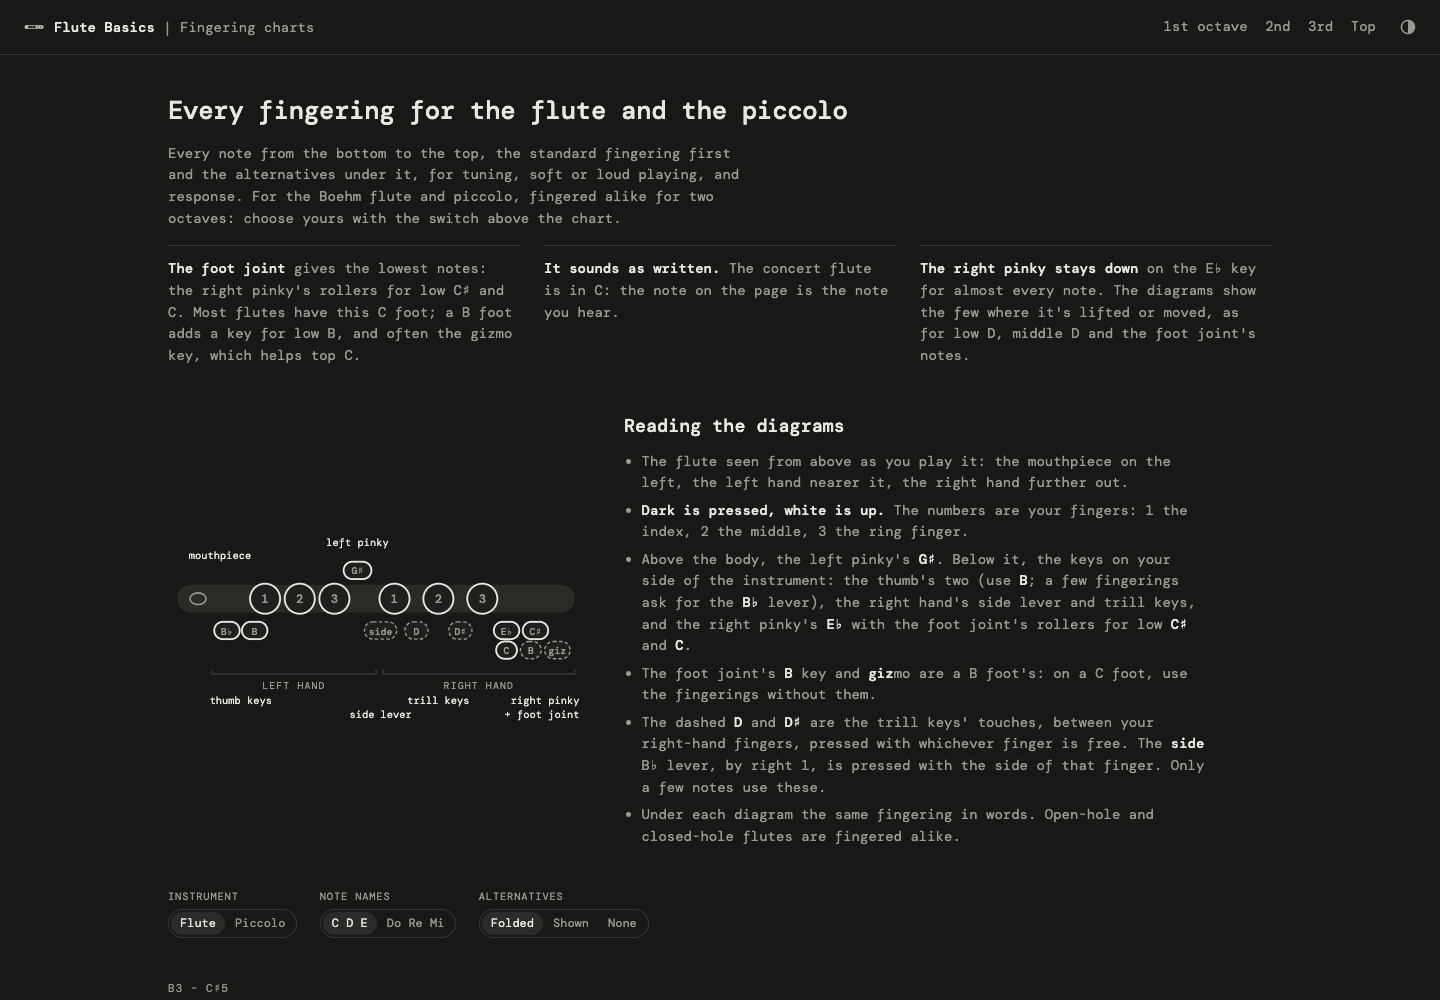 Flute Basics | Fingering charts
1st octave 2nd 3rd Top
Every fingering for the flute and the piccolo
Every note from the bottom to the top, the standard fingering first
and the alternatives under it, for tuning, soft or loud playing, and
response. For the Boehm flute and piccolo, fingered alike for two
octaves: choose yours with the switch above the chart.
The foot joint gives the lowest notes:
the right pinky's rollers for low C♯ and
C. Most flutes have this C foot; a B foot
adds a key for low B, and often the gizmo
key, which helps top C.
It sounds as written. The concert flute
is in C: the note on the page is the note
you hear.
The right pinky stays down on the E♭ key
for almost every note. The diagrams show
the few where it's lifted or moved, as
for low D, middle D and the foot joint's
notes.
left pinky
mouthpiece
G♯
1 2 3 1 2 3
B♭ B side D D♯ E♭ C♯
C B giz
LEFT HAND RIGHT HAND
thumb keys trill keys right pinky
side lever + foot joint
Reading the diagrams
• The flute seen from above as you play it: the mouthpiece on the
left, the left hand nearer it, the right hand further out.
• Dark is pressed, white is up. The numbers are your fingers: 1 the
index, 2 the middle, 3 the ring finger.
• Above the body, the left pinky's G♯. Below it, the keys on your
side of the instrument: the thumb's two (use B; a few fingerings
ask for the B♭ lever), the right hand's side lever and trill keys,
and the right pinky's E♭ with the foot joint's rollers for low C♯
and C.
• The foot joint's B key and gizmo are a B foot's: on a C foot, use
the fingerings without them.
• The dashed D and D♯ are the trill keys' touches, between your
right-hand fingers, pressed with whichever finger is free. The side
B♭ lever, by right 1, is pressed with the side of that finger. Only
a few notes use these.
• Under each diagram the same fingering in words. Open-hole and
closed-hole flutes are fingered alike.
INSTRUMENT NOTE NAMES ALTERNATIVES
Flute Piccolo C D E Do Re Mi Folded Shown None
B3 – C♯5